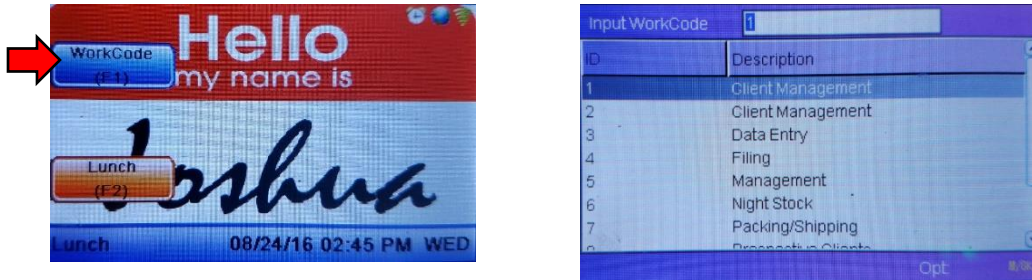 Hello
WorkCode
(F1)
my name is
Joshua
Lunch
(F2)
Lunch 08/24/16 02:45 PM WED
Input WorkCode 1
ID Description
1 Client Management
2 Client Management
3 Data Entry
4 Filing
5 Management
6 Night Stock
7 Packing/Shipping
Prospective Clients
Opt